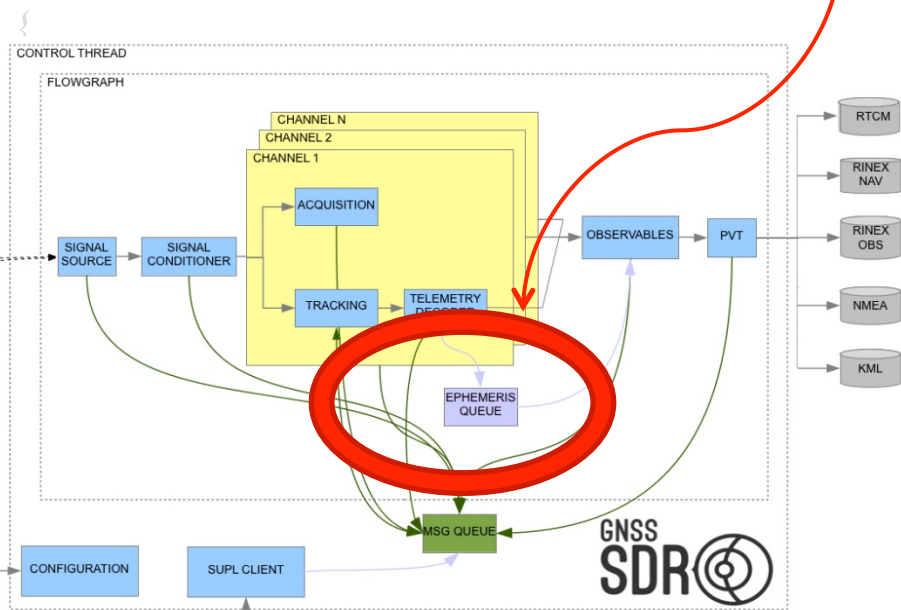 {
CONTROL THREAD
FLOWGRAPH
CHANNEL N
CHANNEL 2
CHANNEL 1
ACQUISITION
SIGNAL
SOURCE
SIGNAL
CONDITIONER
TRACKING
TELEMETRY
DECODER
OBSERVABLES
PVT
RTCM
RINEX
NAV
RINEX
OBS
NMEA
KML
EPHEMERIS
QUEUE
MSG QUEUE
CONFIGURATION
SUPL CLIENT
GNSS
SDR